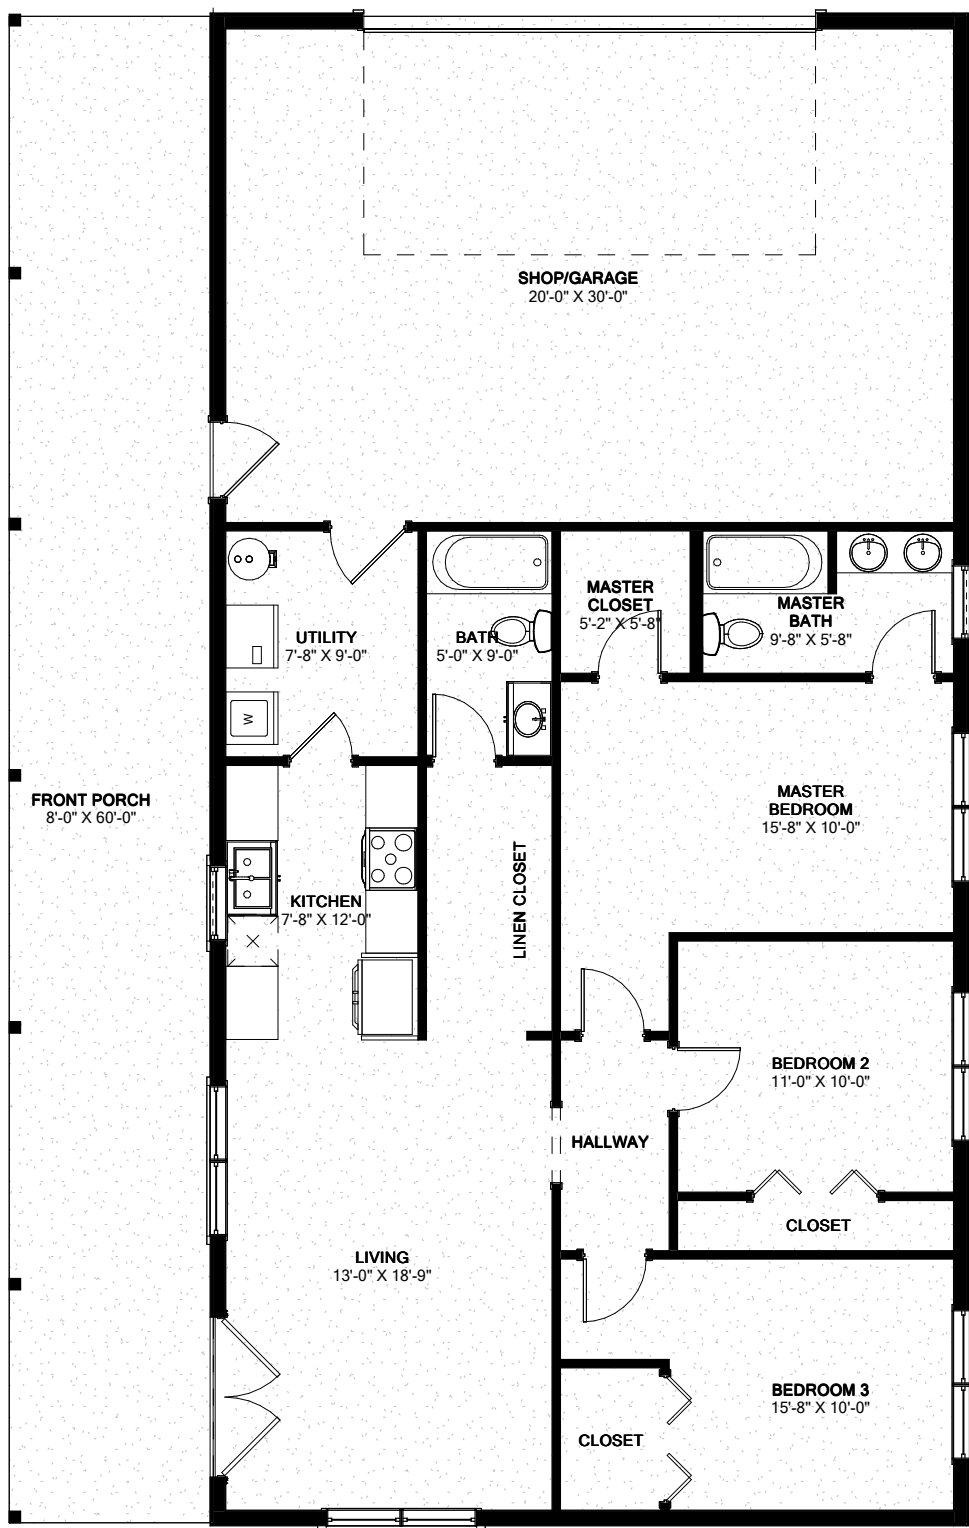 SHOP/GARAGE
20'-0" X 30'-0"
MASTER
CLOSET
5'-2" X 5'-8"
MASTER
BATH
9'-8" X 5'-8"
UTILITY
7'-8" X 9'-0"
BATH
5'-0" X 9'-0"
W
FRONT PORCH
8'-0" X 60'-0"
MASTER
BEDROOM
15'-8" X 10'-0"
KITCHEN
7'-8" X 12'-0"
LINEN CLOSET
BEDROOM 2
11'-0" X 10'-0"
HALLWAY
CLOSET
LIVING
13'-0" X 18'-9"
BEDROOM 3
15'-8" X 10'-0"
CLOSET